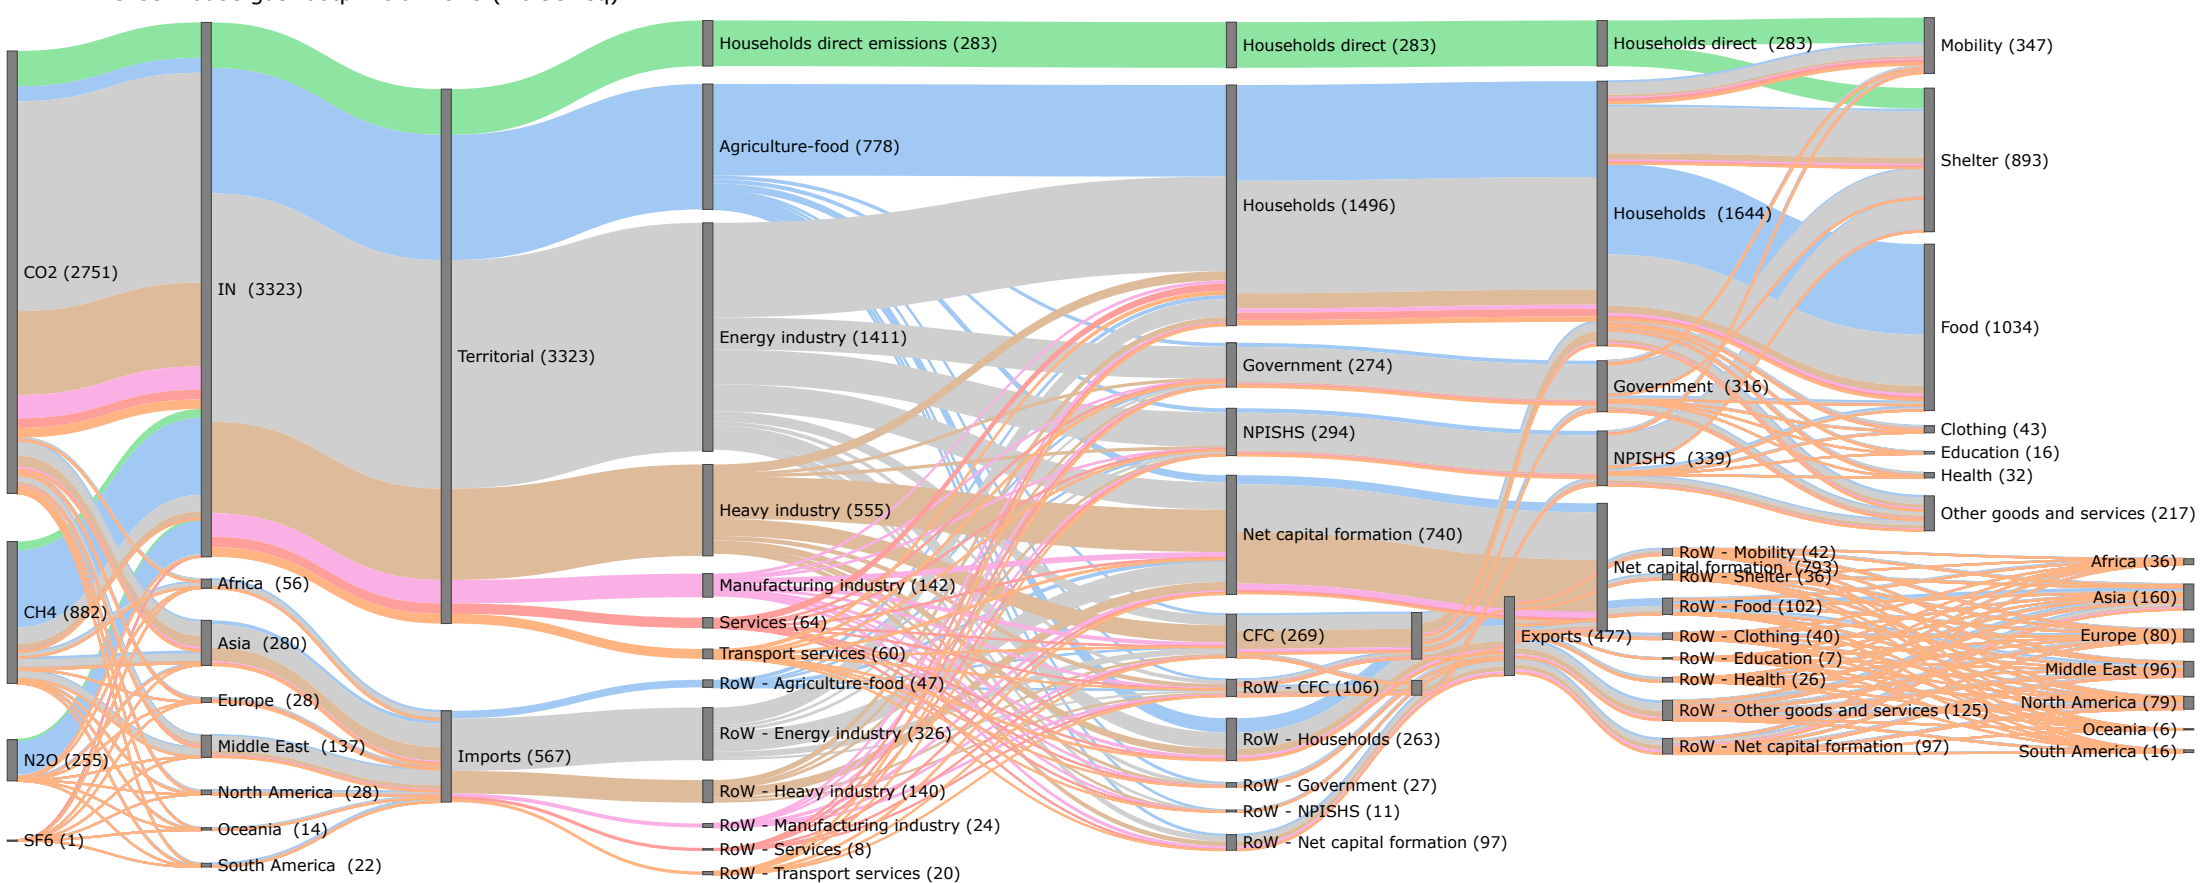 CO2 (2751)
CH4 (882)
N2O (255)
SF6 (1)
IN  (3323)
Africa  (56)
Asia  (280)
Europe  (28)
Middle East  (137)
North America  (28)
Oceania  (14)
South America  (22)
Territorial (3323)
Imports (567)
Households direct emissions (283)
Agriculture-food (778)
Energy industry (1411)
Heavy industry (555)
Manufacturing industry (142)
Services (64)
Transport services (60)
RoW - Agriculture-food (47)
RoW - Energy industry (326)
RoW - Heavy industry (140)
RoW - Manufacturing industry (24)
RoW - Services (8)
RoW - Transport services (20)
Households direct (283)
Households (1496)
Government (274)
NPISHS (294)
Net capital formation (740)
CFC (269)
RoW - CFC (106)
RoW - Households (263)
RoW - Government (27)
RoW - NPISHS (11)
RoW - Net capital formation (97)
Exports (477)
Households direct  (283)
Households  (1644)
Government  (316)
NPISHS  (339)
Net capital formation  (793)
RoW - Mobility (42)
RoW - Shelter (36)
RoW - Food (102)
RoW - Clothing (40)
RoW - Education (7)
RoW - Health (26)
RoW - Other goods and services (125)
RoW - Net capital formation  (97)
Mobility (347)
Shelter (893)
Food (1034)
Clothing (43)
Education (16)
Health (32)
Other goods and services (217)
Africa (36)
Asia (160)
Europe (80)
Middle East (96)
North America (79)
Oceania (6)
South America (16)